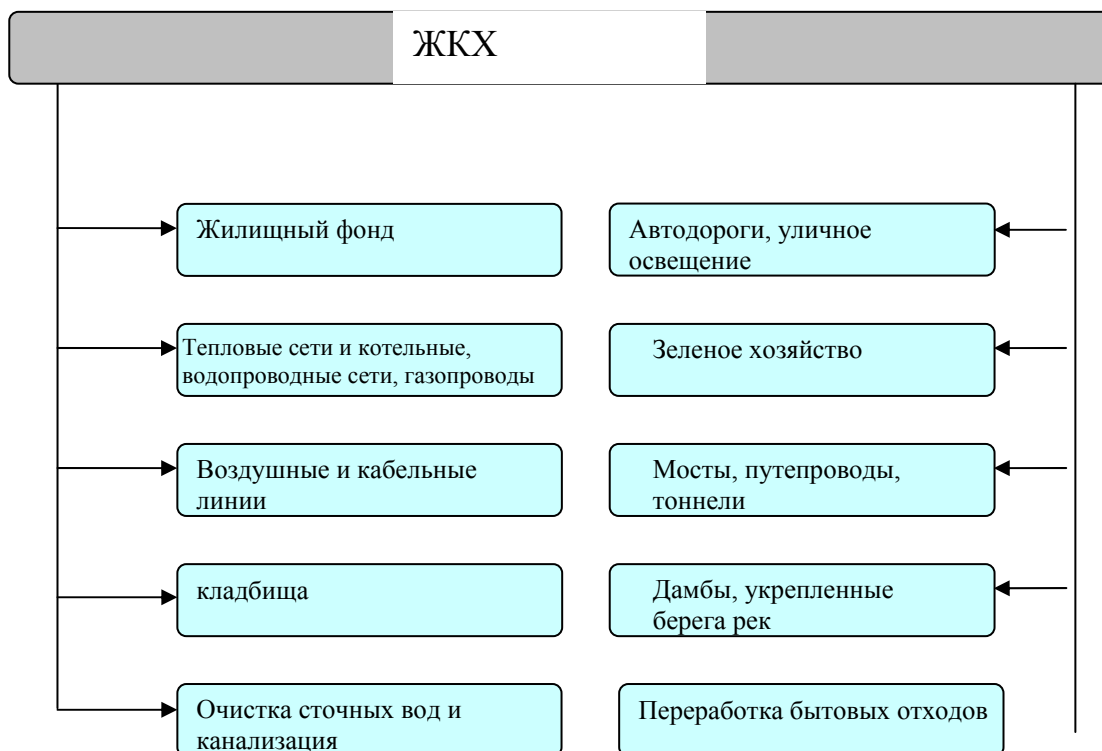 ЖКХ
Жилищный фонд
Автодороги, уличное
освещение
Тепловые сети и котельные,
водопроводные сети, газопроводы
Зеленое хозяйство
Воздушные и кабельные
линии
Мосты, путепроводы,
тоннели
кладбища
Дамбы, укрепленные
берега рек
Очистка сточных вод и
канализация
Переработка бытовых отходов